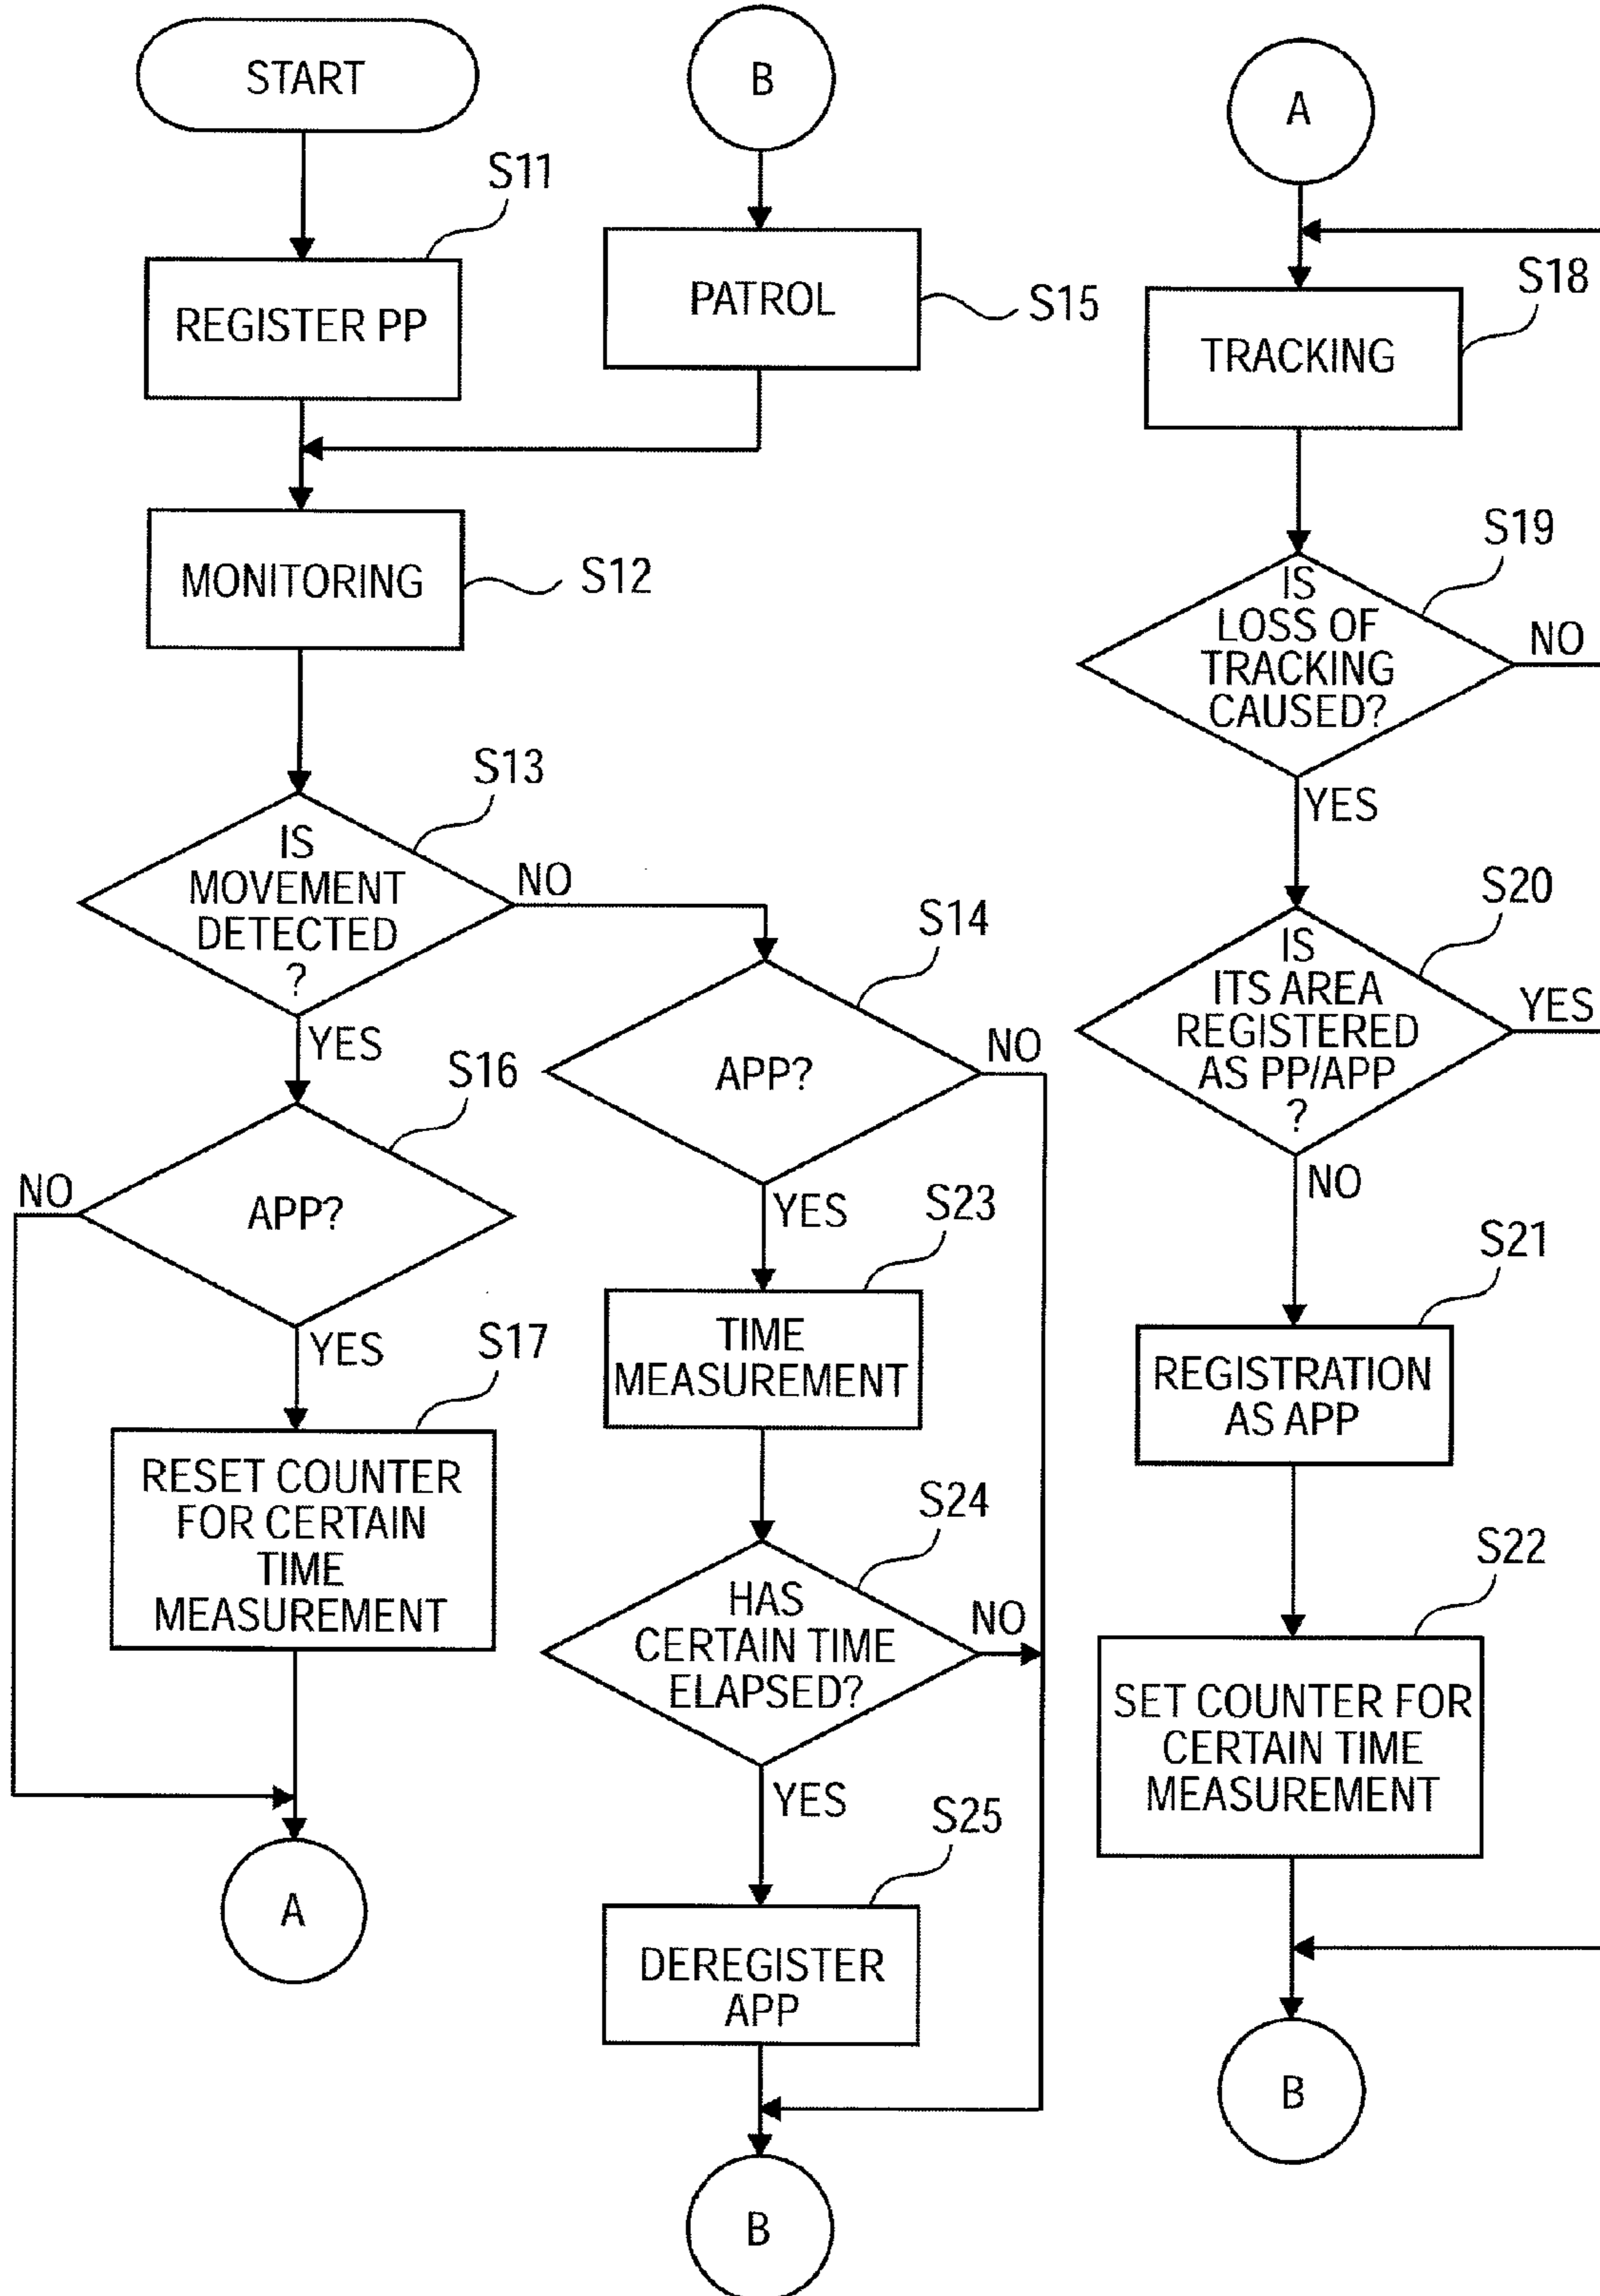 START
S11
REGISTER PP
MONITORING
S12
S13
IS
MOVEMENT
DETECTED
?
NO
YES
S16
APP?
NO
YES
S17
RESET COUNTER
FOR CERTAIN
TIME
MEASUREMENT
A
B
PATROL
S15
S14
APP?
NO
YES
S23
TIME
MEASUREMENT
S24
HAS
CERTAIN TIME
ELAPSED?
NO
YES
S25
DEREGISTER
APP
B
A
S18
TRACKING
S19
IS
LOSS OF
TRACKING
CAUSED?
NO
YES
S20
IS
ITS AREA
REGISTERED
AS PP/APP
?
YES
NO
S21
REGISTRATION
AS APP
S22
SET COUNTER FOR
CERTAIN TIME
MEASUREMENT
B